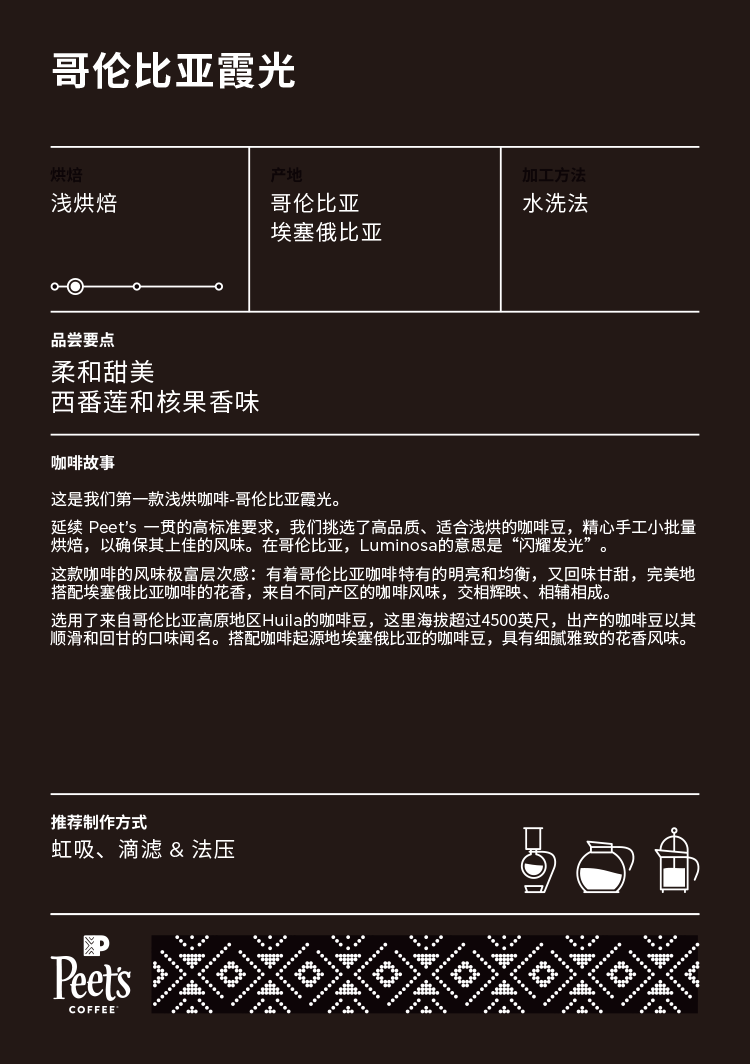 哥伦比亚霞光
烘焙
浅烘焙
产地
哥伦比亚
埃塞俄比亚
加工方法
水洗法
品尝要点
柔和甜美
西番莲和核果香味
咖啡故事
这是我们第一款浅烘咖啡-哥伦比亚霞光。
延续 Peet's 一贯的高标准要求，我们挑选了高品质、适合浅烘的咖啡豆，精心手工小批量
烘焙，以确保其上佳的风味。在哥伦比亚，Luminosa的意思是“闪耀发光”。
这款咖啡的风味极富层次感：有着哥伦比亚咖啡特有的明亮和均衡，又回味甘甜，完美地
搭配埃塞俄比亚咖啡的花香，来自不同产区的咖啡风味，交相辉映、相辅相成。
选用了来自哥伦比亚高原地区Huila的咖啡豆，这里海拔超过4500英尺，出产的咖啡豆以其
顺滑和回甘的口味闻名。搭配咖啡起源地埃塞俄比亚的咖啡豆，具有细腻雅致的花香风味。
推荐制作方式
虹吸、滴滤 & 法压
P
Peet's
COFFEE